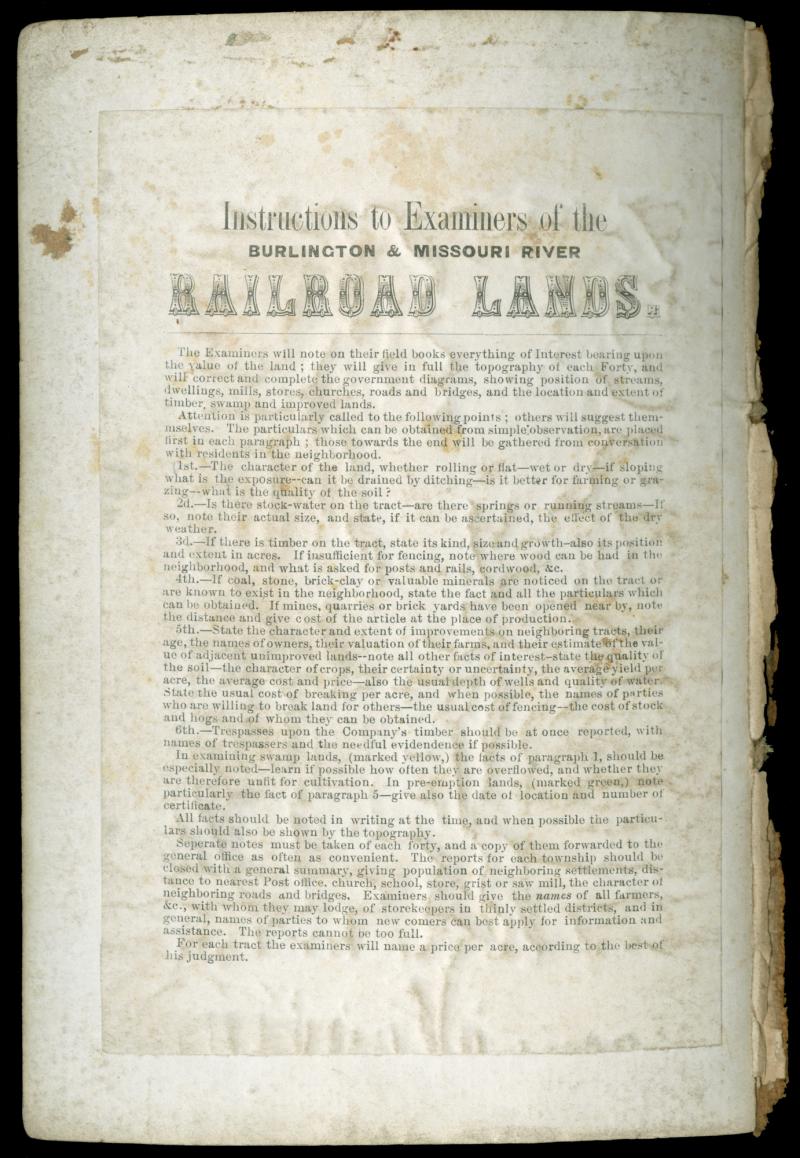 Instructions to Examiners of the
BURLINGTON & MISSOURI RIVER
RAILROAD LANDS.
The Examiners will note on their field books everything of Interest bearing upon
the value of the land ; they will give in full the topography of each Forty, and
will correct and complete the government diagrams, showing position of streams,
dwellings, mills, stores, churches, roads and bridges, and the location and extent of
timber, swamp and improved lands.
Attention is particularly called to the following points ; others will suggest them-
mselves. The particulars which can be obtained from simple observation, are placed
first in each paragraph ; those towards the end will be gathered from conversation
with residents in the neighborhood.
1st.—The character of the land, whether rolling or flat—wet or dry—if sloping
what is the exposure--can it be drained by ditching—is it better for farming or gra-
zing--what is the quality of the soil ?
2d.—Is there stock-water on the tract—are there springs or running streams—If
so, note their actual size, and state, if it can be ascertained, the effect of the dry
weather.
3d.—If there is timber on the tract, state its kind, size and growth–also its position
and extent in acres. If insufficient for fencing, note where wood can be had in the
neighborhood, and what is asked for posts and rails, cordwood, &c.
4th.—If coal, stone, brick-clay or valuable minerals are noticed on the tract or
are known to exist in the neighborhood, state the fact and all the particulars which
can be obtained. If mines, quarries or brick yards have been opened near by, note
the distance and give cost of the article at the place of production.
5th.—State the character and extent of improvements on neighboring tracts, their
age, the names of owners, their valuation of their farms, and their estimate of the val-
ue of adjacent unimproved lands--note all other facts of interest–state the quality of
the soil—the character of crops, their certainty or uncertainty, the average yield per
acre, the average cost and price—also the usual depth of wells and quality of water.
State the usual cost of breaking per acre, and when possible, the names of parties
who are willing to break land for others—the usual cost of fencing--the cost of stock
and hogs and of whom they can be obtained.
6th.—Trespasses upon the Company's timber should be at once reported, with
names of trespassers and the needful evidendence if possible.
In examining swamp lands, (marked yellow,) the facts of paragraph 1, should be
especially noted—learn if possible how often they are overflowed, and whether they
are therefore unfit for cultivation. In pre-emption lands, (marked green,) note
particularly the fact of paragraph 5—give also the date of location and number of
certificate.
All facts should be noted in writing at the time, and when possible the particu-
lars should also be shown by the topography.
Seperate notes must be taken of each forty, and a copy of them forwarded to the
general office as often as convenient. The reports for each township should be
closed with a general summary, giving population of neighboring settlements, dis-
tance to nearest Post office. church, school, store, grist or saw mill, the character of
neighboring roads and bridges. Examiners should give the names of all farmers,
&c., with whom they may lodge, of storekeepers in thinly settled districts, and in
general, names of parties to whom new comers can best apply for information and
assistance. The reports cannot be too full.
For each tract the examiners will name a price per acre, according to the best of
his judgment.